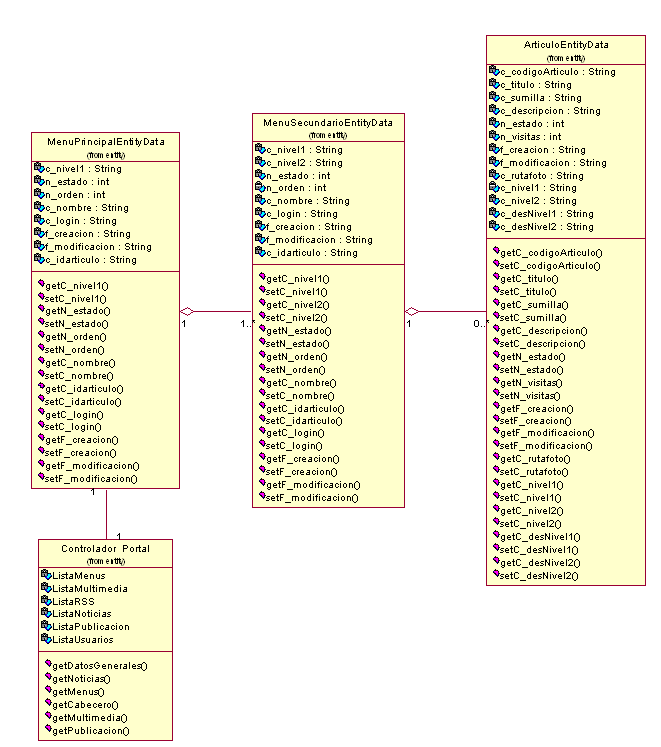 MenuPrincipalEntityData
(from entity)
c_nivel1 : String
n_estado : int
n_orden : int
c_nombre : String
c_login : String
f_creacion : String
f_modificacion : String
c_idarticulo : String
getC_nivel1()
setC_nivel1()
getN_estado()
setN_estado()
getN_orden()
setN_orden()
getC_nombre()
setC_nombre()
getC_idarticulo()
setC_idarticulo()
getC_login()
setC_login()
getF_creacion()
setF_creacion()
getF_modificacion()
setF_modificacion()
1
1..*
1
1
MenuSecundarioEntityData
(from entity)
c_nivel1 : String
c_nivel2 : String
n_estado : int
n_orden : int
c_nombre : String
c_login : String
f_creacion : String
f_modificacion : String
c_idarticulo : String
getC_nivel1()
setC_nivel1()
getC_nivel2()
setC_nivel2()
getN_estado()
setN_estado()
getN_orden()
setN_orden()
getC_nombre()
setC_nombre()
getC_idarticulo()
setC_idarticulo()
getC_login()
setC_login()
getF_creacion()
setF_creacion()
getF_modificacion()
setF_modificacion()
1
0..*
ArticuloEntityData
(from entity)
c_codigoArticulo : String
c_titulo : String
c_sumilla : String
c_descripcion : String
n_estado : int
n_visitas : int
f_creacion : String
f_modificacion : String
c_rutafoto : String
c_nivel1 : String
c_nivel2 : String
c_desNivel1 : String
c_desNivel2 : String
getC_codigoArticulo()
setC_codigoArticulo()
getC_titulo()
setC_titulo()
getC_sumilla()
setC_sumilla()
getC_descripcion()
setC_descripcion()
getN_estado()
setN_estado()
getN_visitas()
setN_visitas()
getF_creacion()
setF_creacion()
getF_modificacion()
setF_modificacion()
getC_rutafoto()
setC_rutafoto()
getC_nivel1()
setC_nivel1()
getC_nivel2()
setC_nivel2()
getC_desNivel1()
setC_desNivel1()
getC_desNivel2()
setC_desNivel2()
Controlador_Portal
(from entity)
ListaMenus
ListaMultimedia
ListaRSS
ListaNoticias
ListaPublicacion
ListaUsuarios
getDatosGenerales()
getNoticias()
getMenus()
getCabecero()
getMultimedia()
getPublicacion()